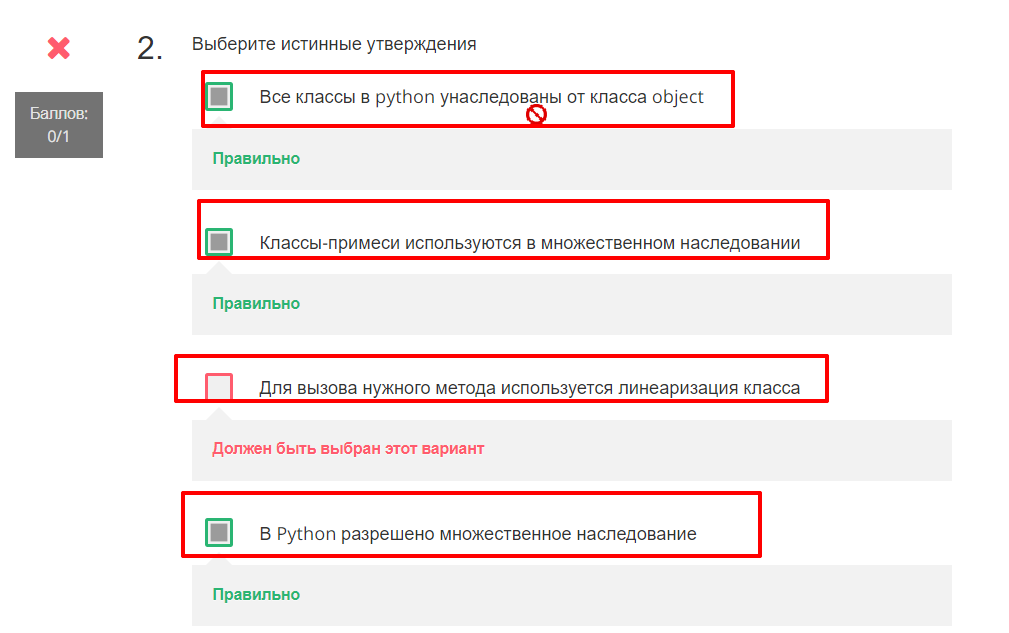 2. Выберите истинные утверждения
Баллов:
0/1
Все классы в python унаследованы от класса object
Правильно
Классы-примеси используются в множественном наследовании
Правильно
Для вызова нужного метода используется линеаризация класса
Должен быть выбран этот вариант
В Python разрешено множественное наследование
Правильно